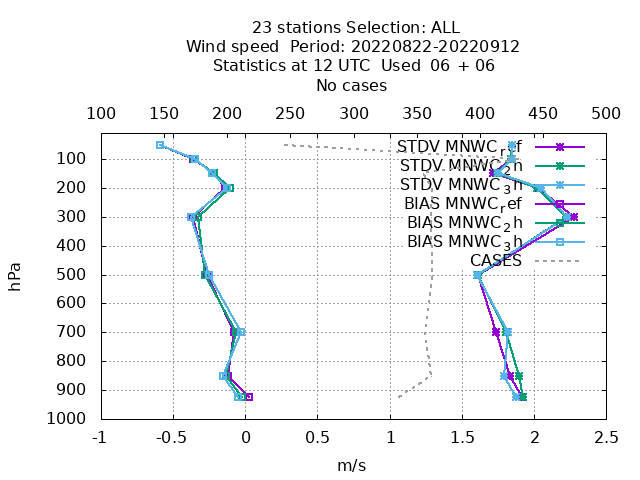 23 stations Selection: ALL
Wind speed  Period: 20220822-20220912
Statistics at 12 UTC  Used  06 + 06
No cases
100 150 200 250 300 350 400 450 500
STDV MNWC_ref
STDV MNWC_2h
STDV MNWC_3h
BIAS MNWC_ref
BIAS MNWC_2h
BIAS MNWC_3h
CASES
100
200
300
400
500
600
700
800
900
1000
hPa
-1 -0.5 0 0.5 1 1.5 2 2.5
m/s